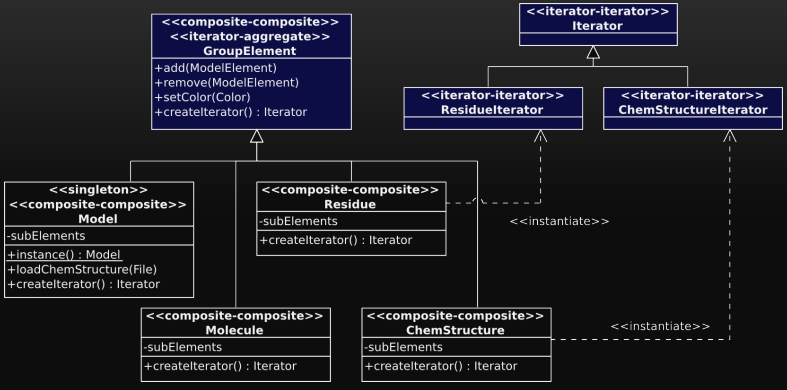 <<composite-composite>>
<<iterator-aggregate>>
GroupElement
+add(ModelElement)
+remove(ModelElement)
+setColor(Color)
+createIterator() : Iterator
<<iterator-iterator>>
Iterator
<<iterator-iterator>>
ResidueIterator
<<iterator-iterator>>
ChemStructureIterator
<<singleton>>
<<composite-composite>>
Model
-subElements
+instance() : Model
+loadChemStructure(File)
+createIterator() : Iterator
<<composite-composite>>
Residue
-subElements
+createIterator() : Iterator
<<instantiate>>
<<composite-composite>>
Molecule
-subElements
+createIterator() : Iterator
<<composite-composite>>
ChemStructure
-subElements
+createIterator() : Iterator
<<instantiate>>